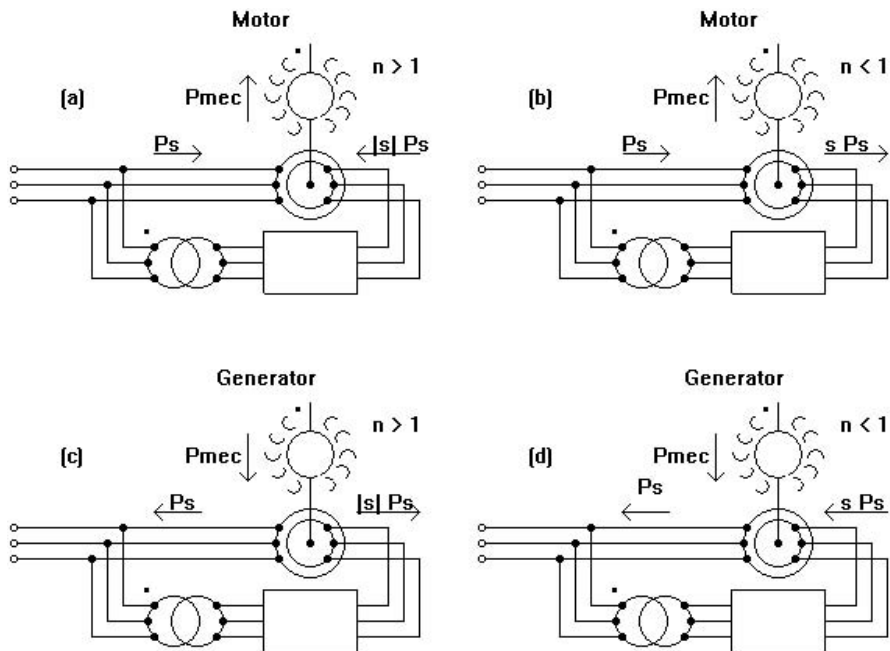 Motor
n > 1
(a)
Pmec
Ps
|s| Ps
Motor
n < 1
(b)
Pmec
Ps
s Ps
Generator
n > 1
(c)
Pmec
Ps
|s| Ps
Generator
n < 1
(d)
Pmec
Ps
s Ps